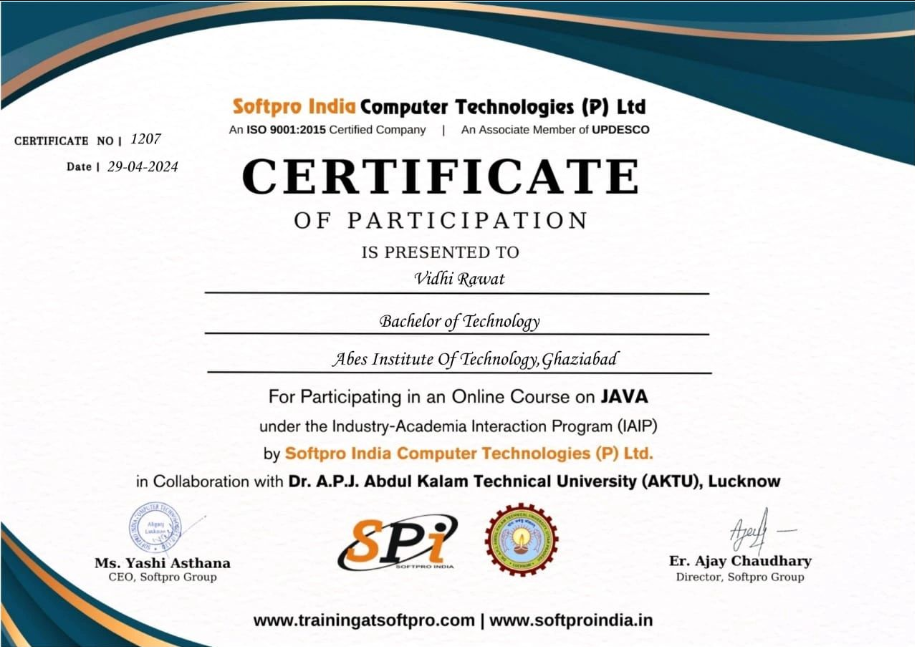 Softpro India Computer Technologies (P) Ltd
An ISO 9001:2015 Certified Company | An Associate Member of UPDESCO
CERTIFICATE NO | 1207
Date | 29-04-2024
CERTIFICATE
OF PARTICIPATION
IS PRESENTED TO
Vidhi Rawat
Bachelor of Technology
Abes Institute Of Technology,Ghaziabad
For Participating in an Online Course on JAVA
under the Industry-Academia Interaction Program (IAIP)
by Softpro India Computer Technologies (P) Ltd.
in Collaboration with Dr. A.P.J. Abdul Kalam Technical University (AKTU), Lucknow
Aliganj
Lucknow
SPi
SOFTPRO INDIA
Ms. Yashi Asthana
CEO, Softpro Group
Er. Ajay Chaudhary
Director, Softpro Group
www.trainingatsoftpro.com | www.softproindia.in